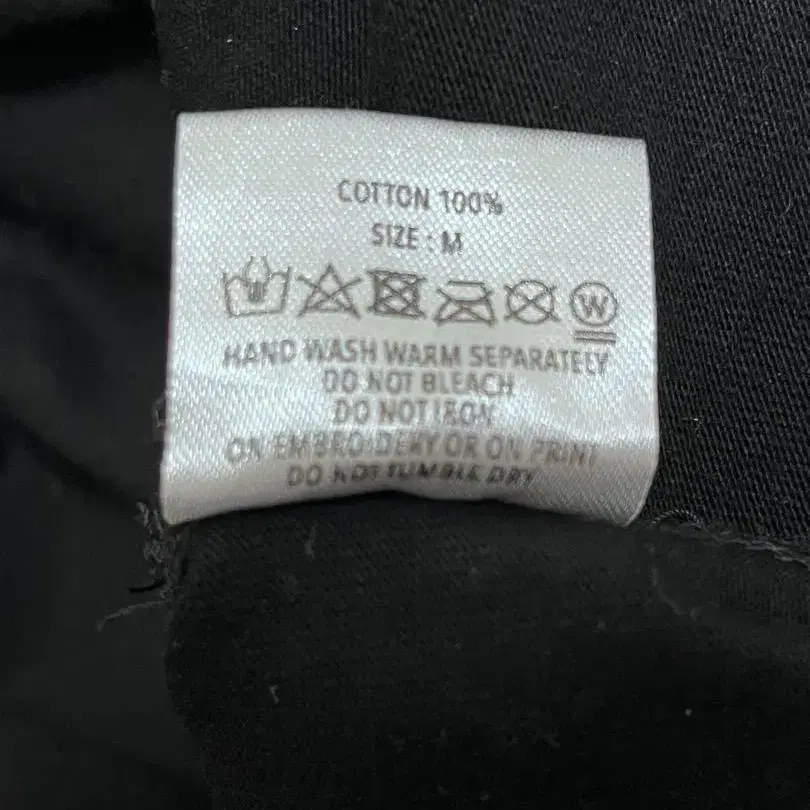 COTTON 100%
SIZE : M
W
HAND WASH WARM SEPARATELY
DO NOT BLEACH
DO NOT IRON
ON EMBROIDERY OR ON PRINT
DO NOT TUMBLE DRY